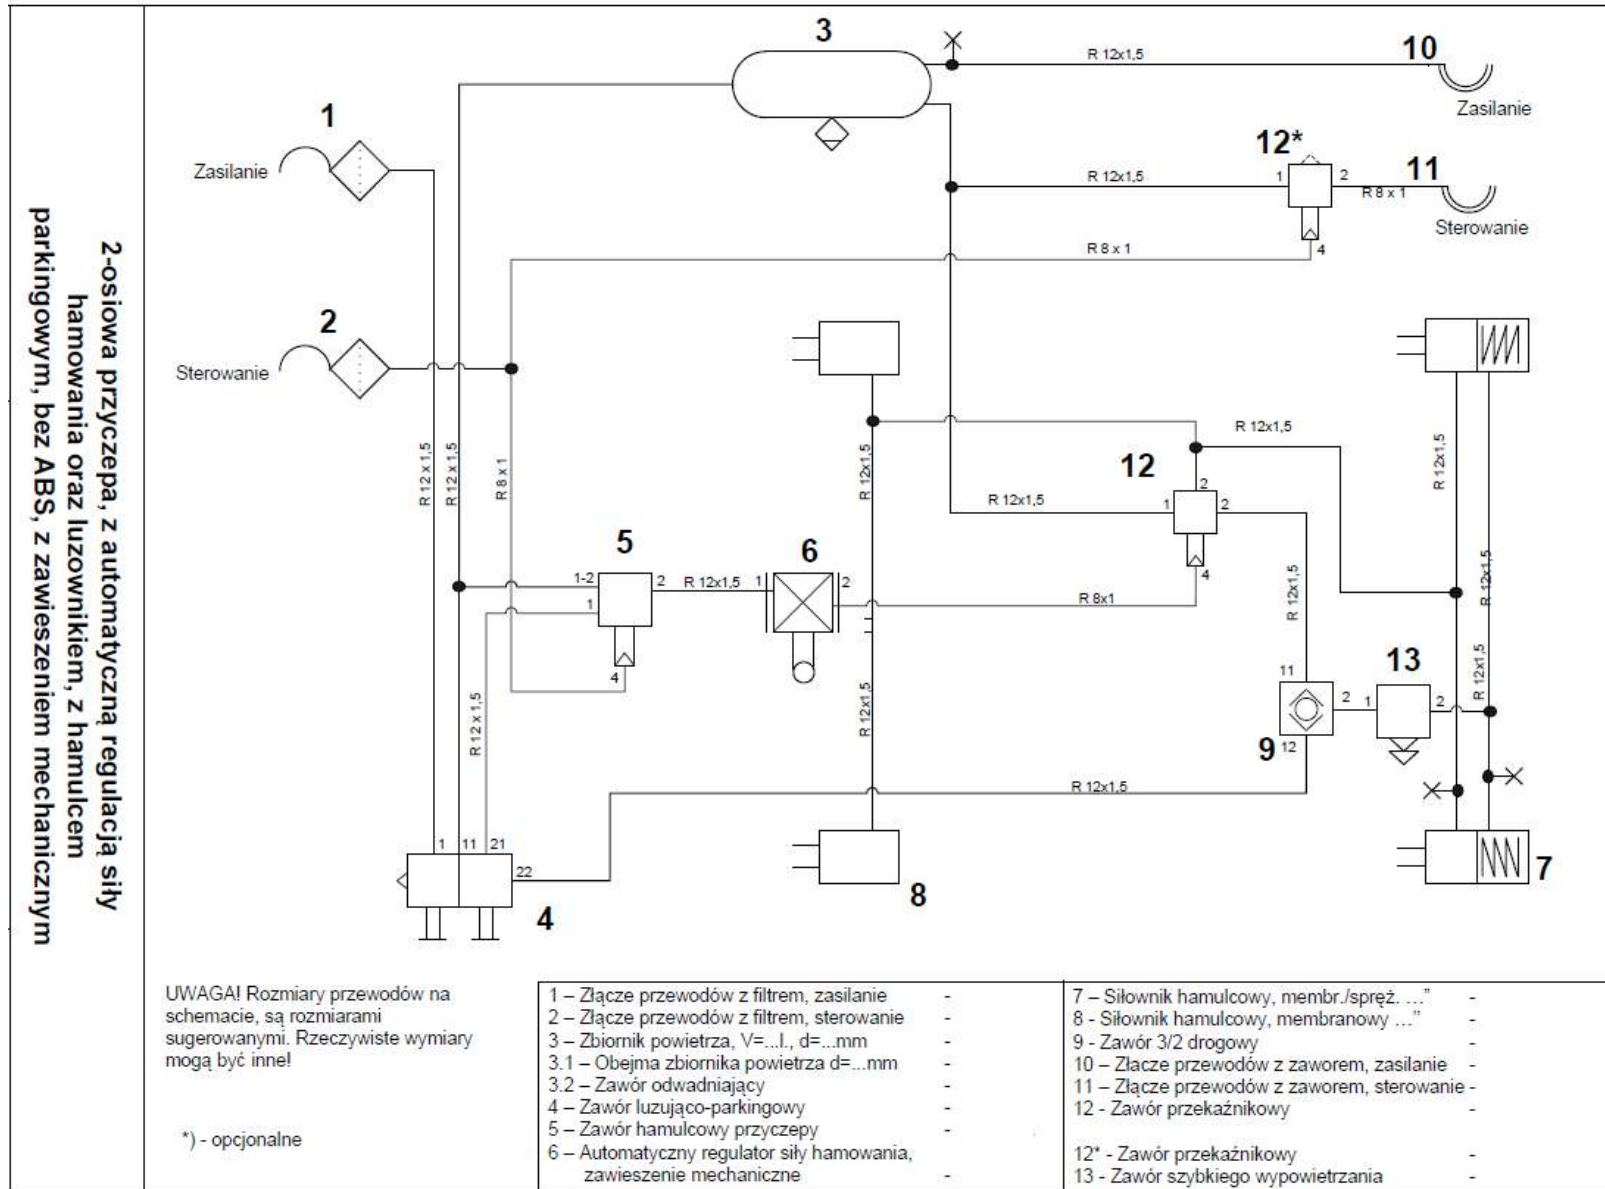 2-osiowa przyczepa, z automatyczną regulacją siły
hamowania oraz luzownikiem, z hamulcem
parkingowym, bez ABS, z zawieszeniem mechanicznym
3
R 12x1,5
10
Zasilanie
1
Zasilanie
12*
1
2
R 12x1,5
R 8 x 1
11
Sterowanie
4
R 8 x 1
2
Sterowanie
R 12 x 1,5
R 12 x 1,5
R 8 x 1
R 12x1,5
R 12x1,5
R 12x1,5
12
2
1
2
4
R 12x1,5
R 12x1,5
5
1-2
1
2
4
R 12x1,5
6
1
2
R 8x1
R 12x1,5
R 12x1,5
R 12x1,5
R 12 x 1,5
R 12x1,5
11
2
9
12
13
1
2
R 12x1,5
1
11
21
22
4
8
7
UWAGA! Rozmiary przewodów na
schemacie, są rozmiarami
sugerowanymi. Rzeczywiste wymiary
mogą być inne!
*) - opcjonalne
1 – Złącze przewodów z filtrem, zasilanie -
2 – Złącze przewodów z filtrem, sterowanie -
3 – Zbiornik powietrza, V=...l., d=...mm -
3.1 – Obejma zbiornika powietrza d=...mm -
3.2 – Zawór odwadniający -
4 – Zawór luzująco-parkingowy -
5 – Zawór hamulcowy przyczepy -
6 – Automatyczny regulator siły hamowania,
zawieszenie mechaniczne -
7 – Siłownik hamulcowy, membr./spręż. ...” -
8 - Siłownik hamulcowy, membranowy ...” -
9 - Zawór 3/2 drogowy -
10 – Złacze przewodów z zaworem, zasilanie -
11 – Złacze przewodów z zaworem, sterowanie -
12 - Zawór przekaźnikowy -
12* - Zawór przekaźnikowy -
13 - Zawór szybkiego wypowietrzania -